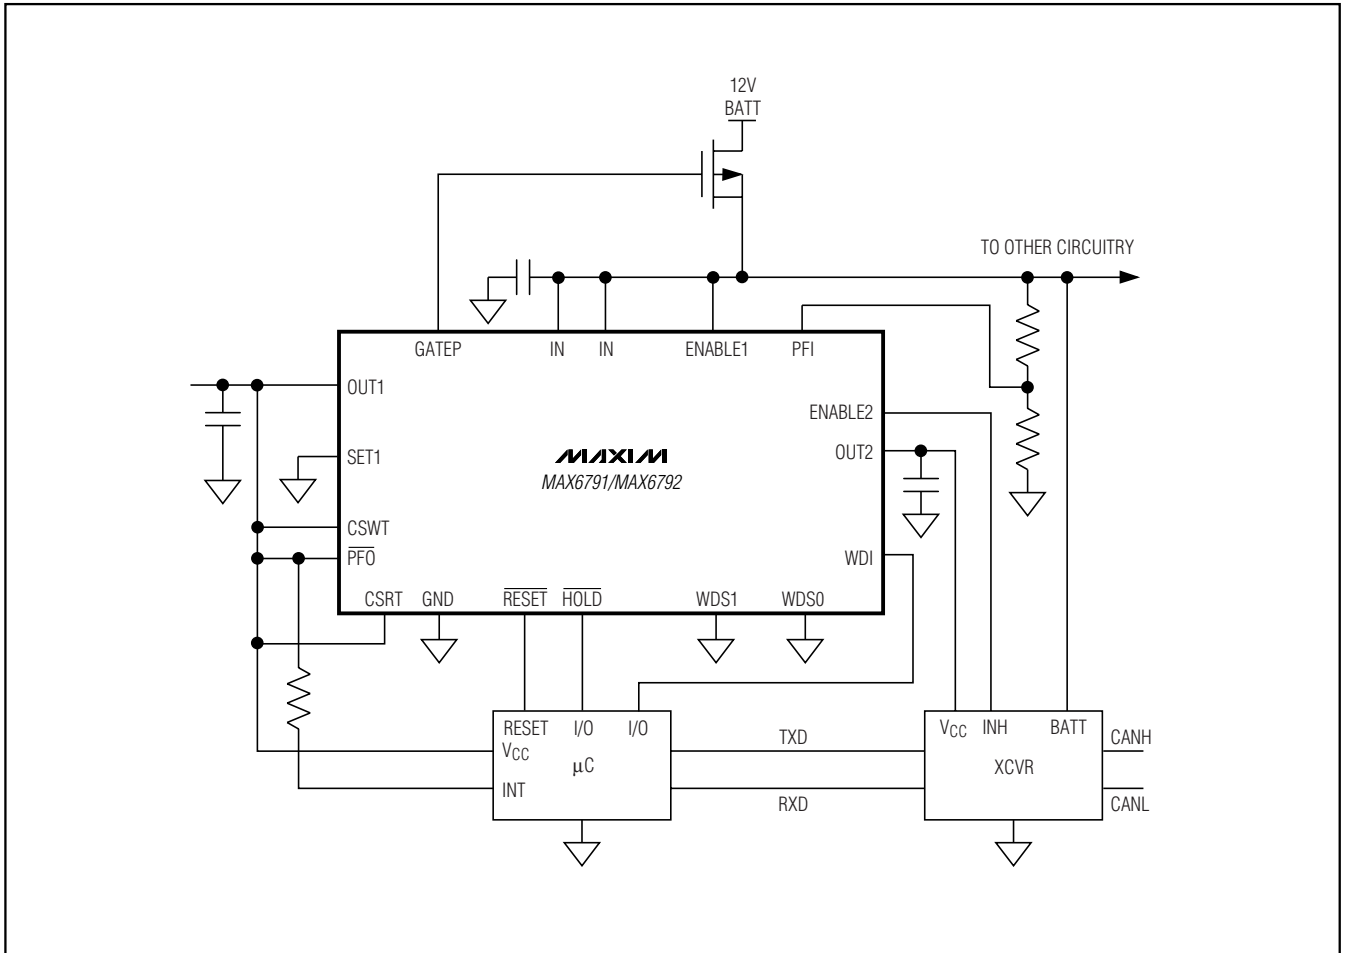 12V
BATT
TO OTHER CIRCUITRY
GATEP IN IN ENABLE1 PFI
OUT1
ENABLE2
OUT2
SET1
MAXIM
MAX6791/MAX6792
CSWT
PFO
WDI
CSRT GND RESET HOLD WDS1 WDS0
RESET I/O I/O
VCC
µC
INT
TXD
RXD
VCC INH BATT
XCVR
CANH
CANL